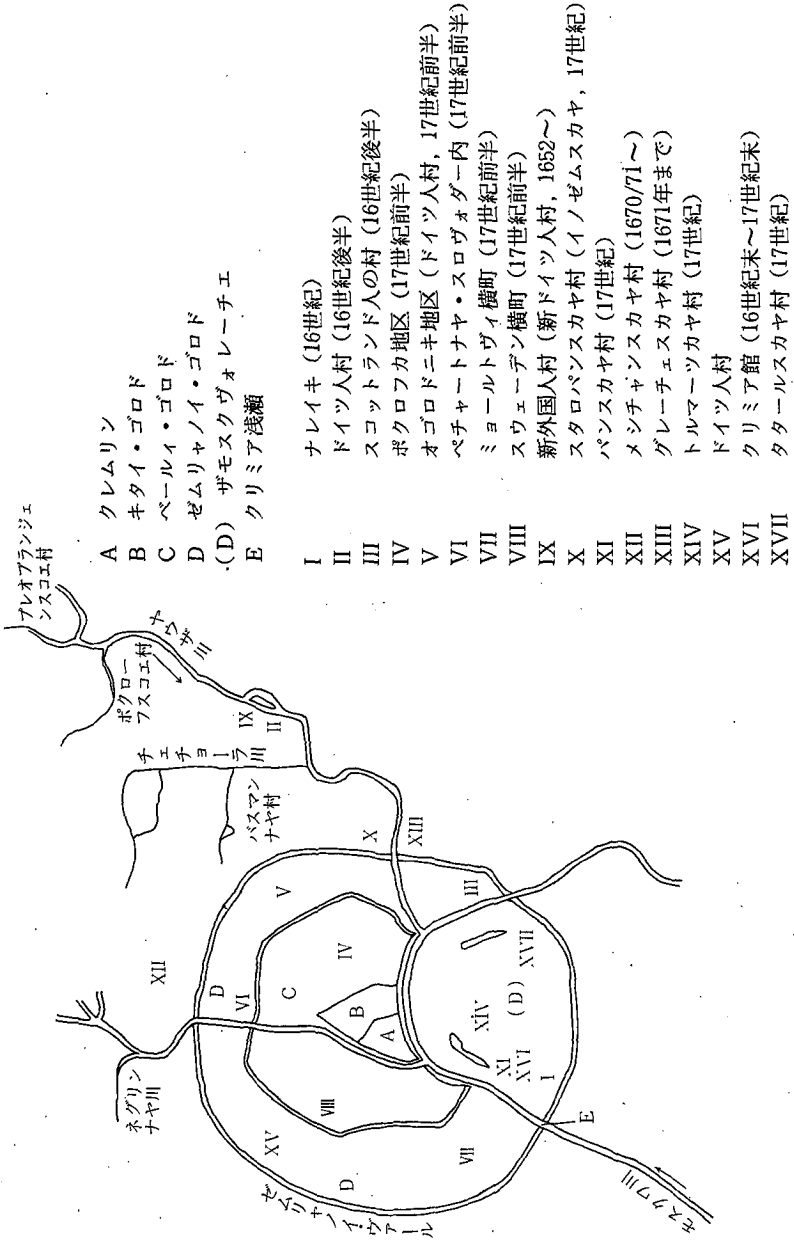 プレオブランジェ
ンスコエ村
ポクロー
フスコエ村
ヤウザ川
チェチョーラ川
バスマン
ナヤ村
ネグリン
ナヤ川
ゼムリャノイ・ヴァール
モスクワ川
IX
II
XII
X
XIII
V
D
VI
C
IV
B
A
III
VIII
XV
D
VII
XI
XVI
XIV
(D)
XVII
I
E
A クレムリン
B キタイ・ゴロド
C ベールィ・ゴロド
D ゼムリャノイ・ゴロド
(D) ザモスクヴォレーチェ
E クリミア浅瀬
I ナレイキ (16世紀)
II ドイツ人村 (16世紀後半)
III スコットランド人の村 (16世紀後半)
IV ポクロフカ地区 (17世紀前半)
V オゴロドニキ地区 (ドイツ人村, 17世紀前半)
VI ペチャートナヤ・スロヴォダー内 (17世紀前半)
VII ミョールトヴィ横町 (17世紀前半)
VIII スウェーデン横町 (17世紀前半)
IX 新外国人村 (新ドイツ人村, 1652〜)
X スタロパンスカヤ村 (イノゼムスカヤ, 17世紀)
XI パンスカヤ村 (17世紀)
XII メシチャンスカヤ村 (1670/71〜)
XIII グレーチェスカヤ村 (1671年まで)
XIV トルマーツカヤ村 (17世紀)
XV ドイツ人村
XVI クリミア館 (16世紀末〜17世紀末)
XVII タタールスカヤ村 (17世紀)